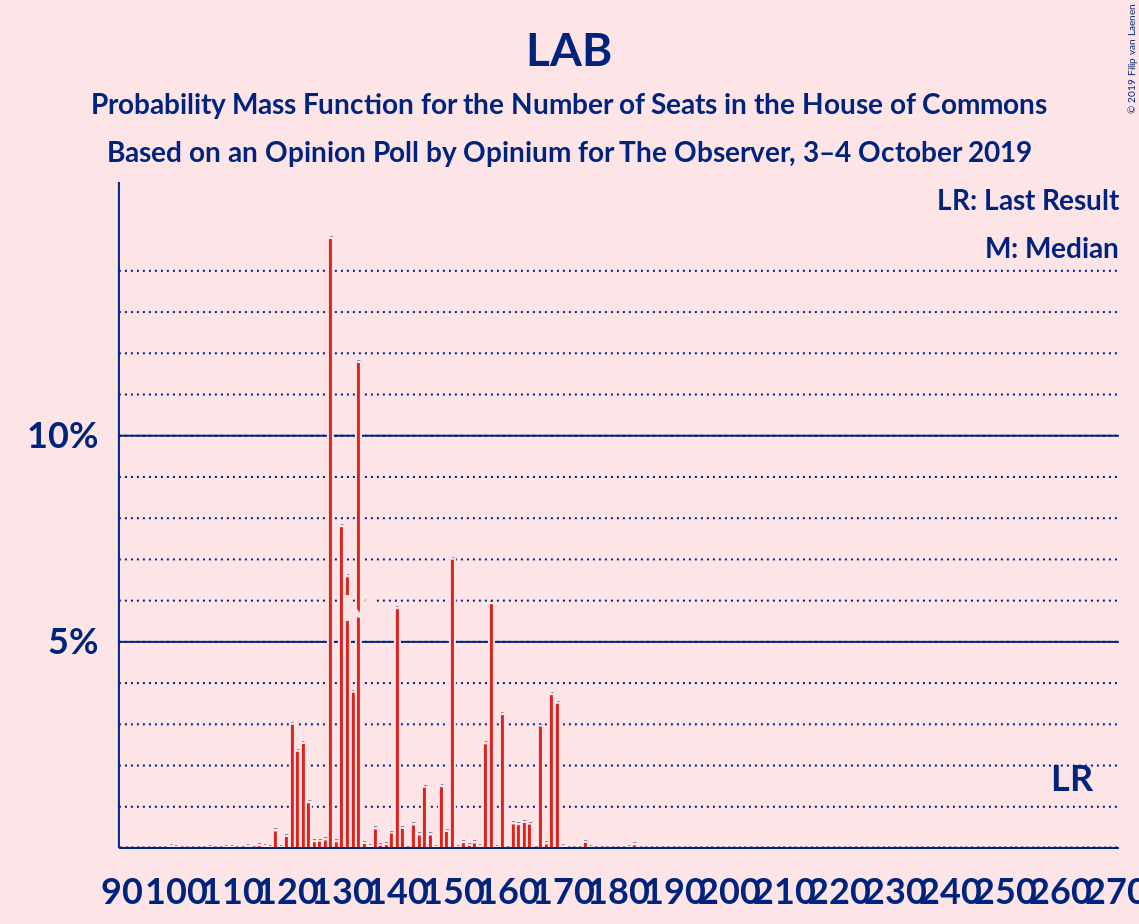 LAB
Probability Mass Function for the Number of Seats in the House of Commons
Based on an Opinion Poll by Opinium for The Observer, 3–4 October 2019
© 2019 Filip van Laenen
LR: Last Result
M: Median
10%
5%
LR
90 100 110 120 130 140 150 160 170 180 190 200 210 220 230 240 250 260 270